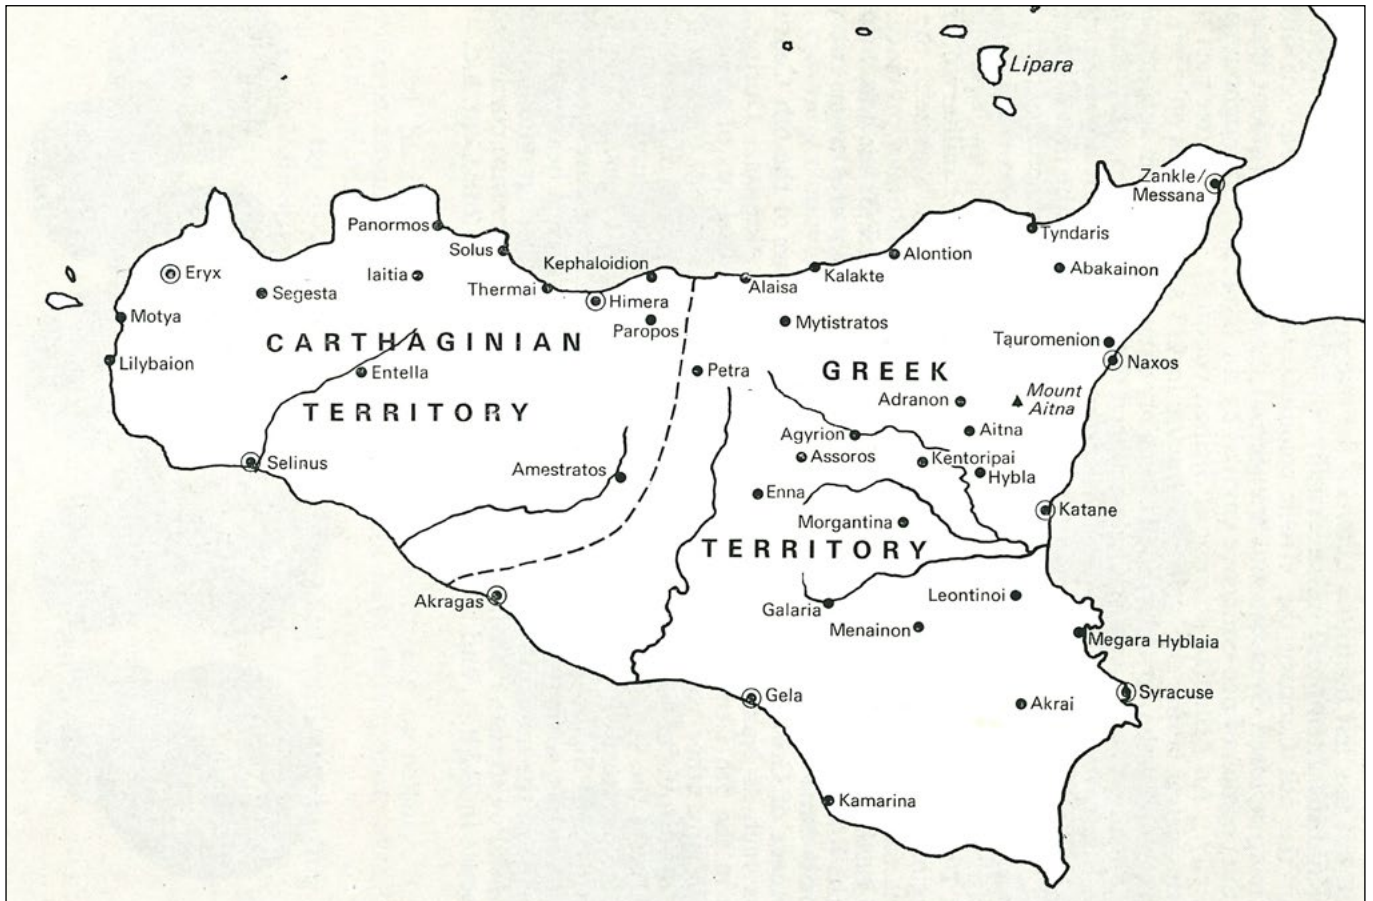 Lipara
Zankle/
Messana
Panormos
Tyndaris
Solus
Alontion
Kephaloidion
Eryx
Iaitia
Abakainon
Kalakte
Segesta
Thermai
Alaisa
Himera
Motya
Mytistratos
Paropos
CARTHAGINIAN
Tauromenion
Naxos
Lilybaion
Entella
Petra
GREEK
Mount
Aitna
Adranon
TERRITORY
Aitna
Agyrion
Assoros
Kentoripai
Selinus
Amestratos
Hybla
Enna
Katane
Morgantina
TERRITORY
Akragas
Galaria
Leontinoi
Menainon
Megara Hyblaia
Gela
Akrai
Syracuse
Kamarina